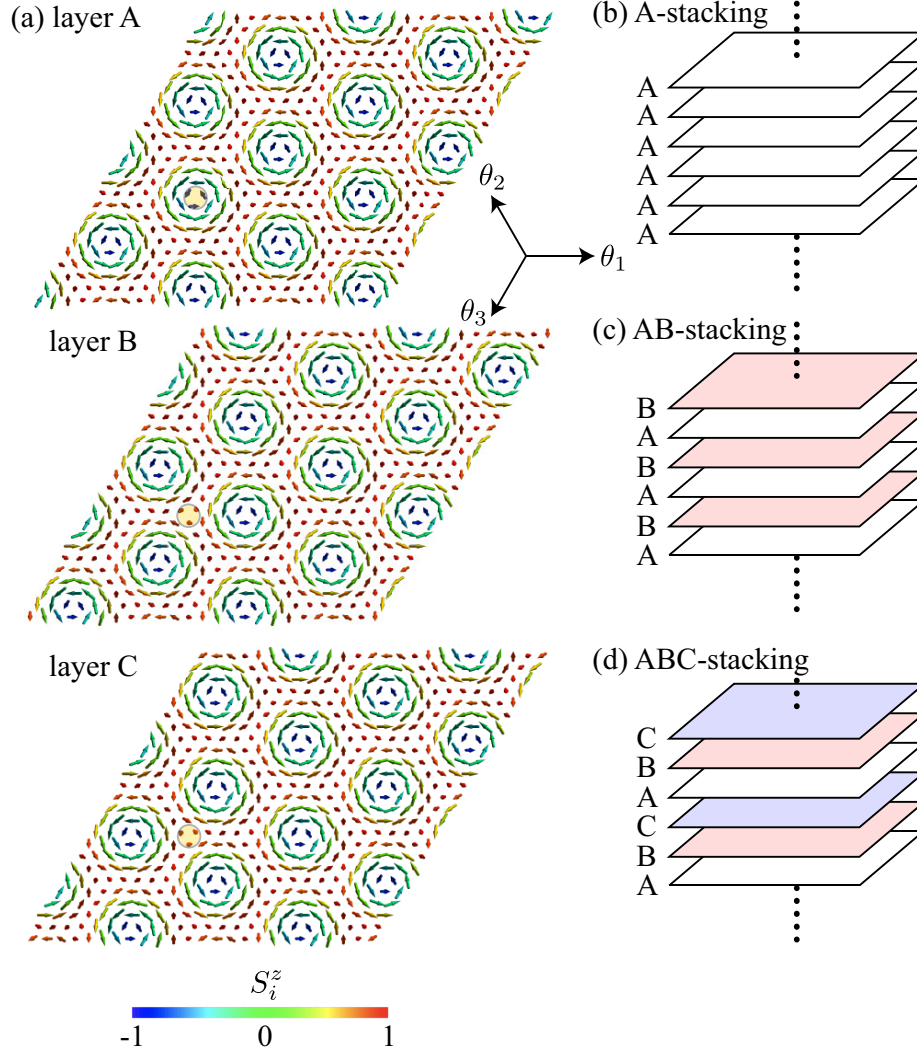 (a) layer A
θ2
θ1
θ3
layer B
layer C
S_i^z
-1 0 1
(b) A-stacking
A
A
A
A
A
A
(c) AB-stacking
B
A
B
A
B
A
(d) ABC-stacking
C
B
A
C
B
A